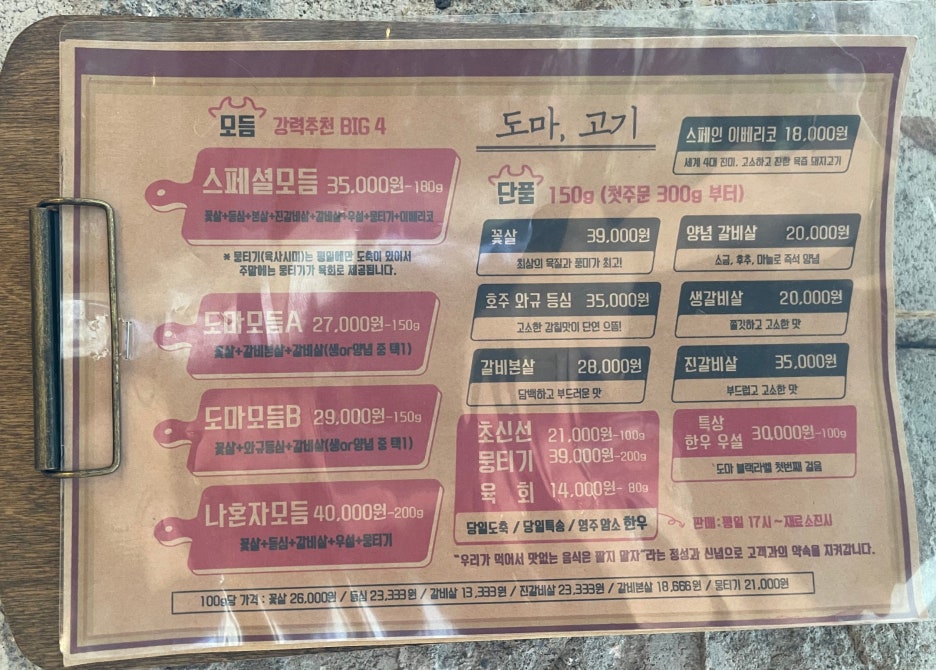 모듬 강력추천 BIG 4
스페셜모듬 35,000원-180g
꽃살+등심+본살+진갈비살+갈비살+우설+뭉티기+이베리코
※ 뭉티기(육사시미)는 평일에만 도축이 있어서
주말에는 뭉티기가 육회로 제공됩니다.
도마모듬A 27,000원-150g
꽃살+갈비본살+갈비살(생or양념 중 택1)
도마모듬B 29,000원-150g
꽃살+와규등심+갈비살(생or양념 중 택1)
나혼자모듬 40,000원-200g
꽃살+등심+갈비살+우설+뭉티기
도마, 고기
스페인 이베리코 18,000원
세계 4대 진미. 고소하고 진한 육즙 돼지고기
단품 150g (첫주문 300g 부터)
꽃살 39,000원
최상의 육질과 풍미가 최고!
양념 갈비살 20,000원
소금, 후추, 마늘로 즉석 양념
호주 와규 등심 35,000원
고소한 감칠맛이 단연 으뜸!
생갈비살 20,000원
쫄깃하고 고소한 맛
갈비본살 28,000원
담백하고 부드러운 맛
진갈비살 35,000원
부드럽고 고소한 맛
초신선 21,000원-100g
뭉티기 39,000원-200g
육 회 14,000원- 80g
당일도축 / 당일특송 / 영주 암소 한우
특상
한우 우설 30,000원-100g
도마 블랙라벨 첫번째 걸음
판매 : 평일 17시 ~ 재료소진시
"우리가 먹어서 맛없는 음식은 팔지 말자"라는 정성과 신념으로 고객과의 약속을 지켜갑니다.
100g당 가격 : 꽃살 26,000원 / 등심 23,333원 / 갈비살 13,333원 / 진갈비살 23,333원 / 갈비본살 18,666원 / 뭉티기 21,000원